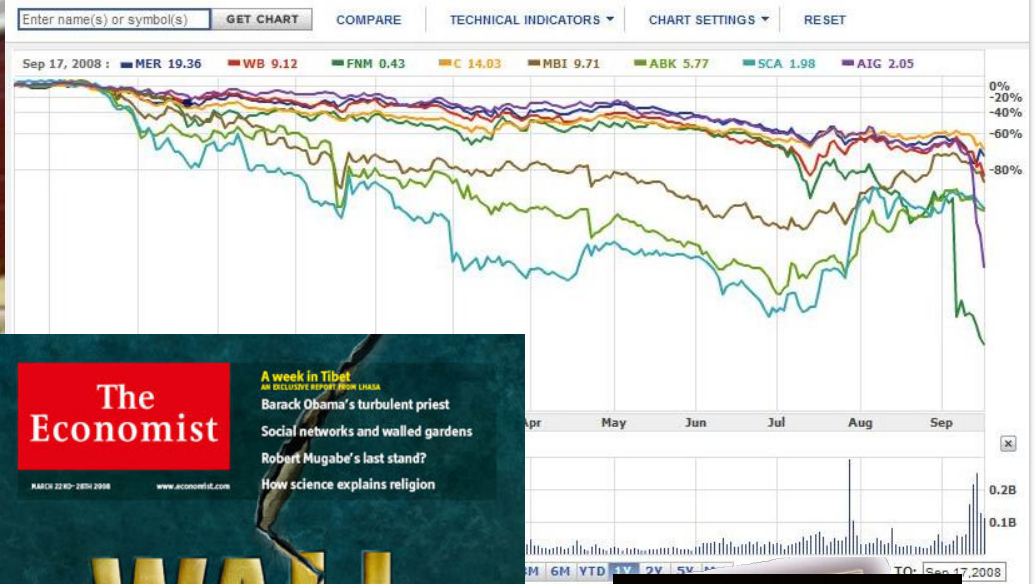 Enter name(s) or symbol(s) GET CHART COMPARE TECHNICAL INDICATORS CHART SETTINGS RESET
Sep 17, 2008 : MER 19.36 WB 9.12 FNM 0.43 C 14.03 MBI 9.71 ABK 5.77 SCA 1.98 AIG 2.05
0%
-20%
-40%
-60%
-80%
Apr May Jun Jul Aug Sep
0.2B
0.1B
3M 6M YTD 1Y 2Y 5Y TO: Sep 17, 2008
The
Economist
MARCH 22ND-28TH 2008 www.economist.com
A week in Tibet
AN EXCLUSIVE REPORT FROM LHASA
Barack Obama's turbulent priest
Social networks and walled gardens
Robert Mugabe's last stand?
How science explains religion
WALL